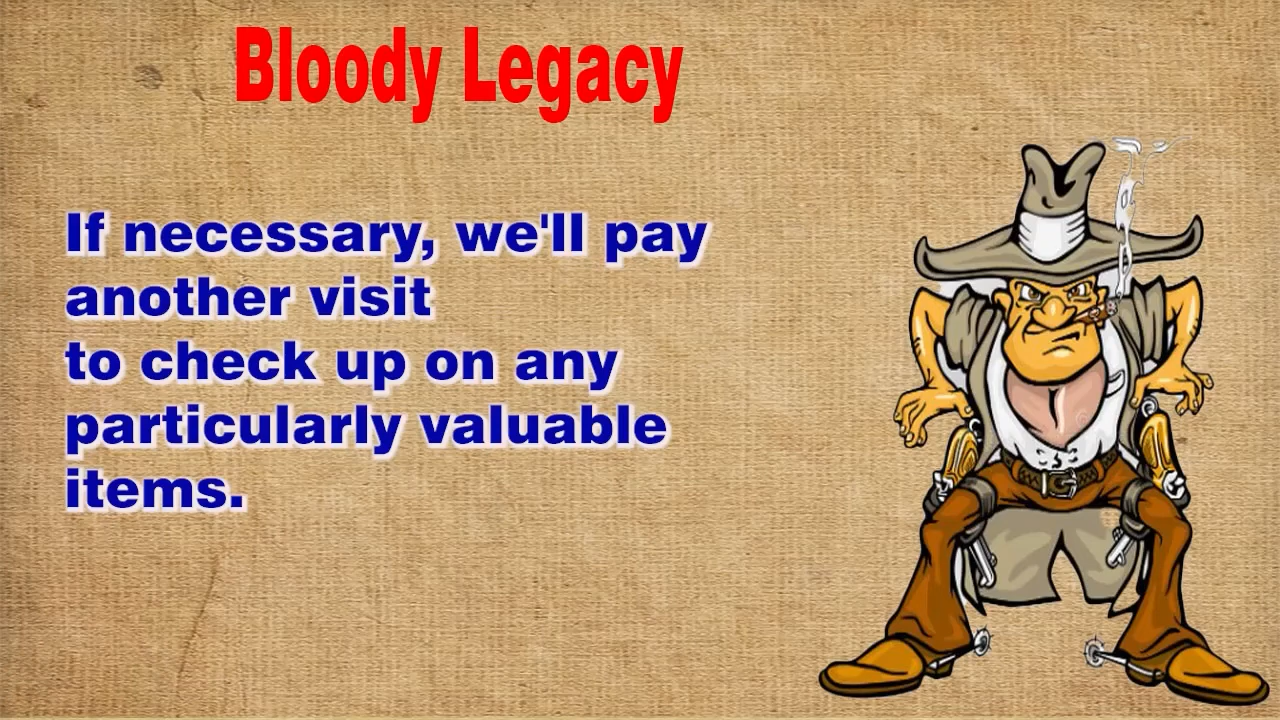 Bloody Legacy
If necessary, we'll pay
another visit
to check up on any
particularly valuable
items.